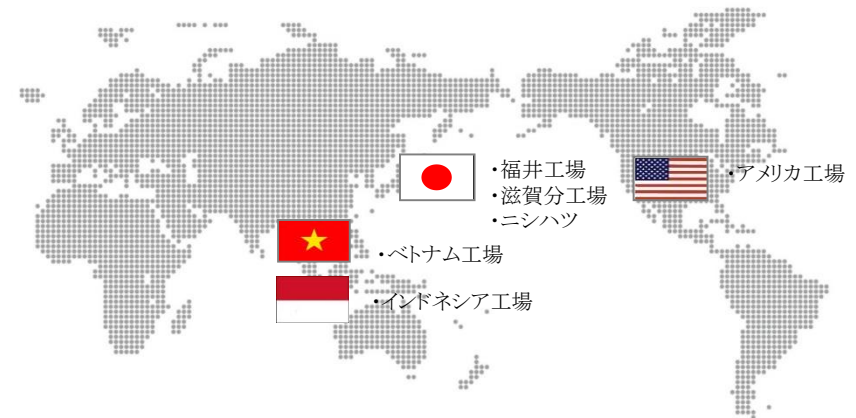 ・福井工場
・滋賀分工場
・ニシハツ
・アメリカ工場
・ベトナム工場
・インドネシア工場